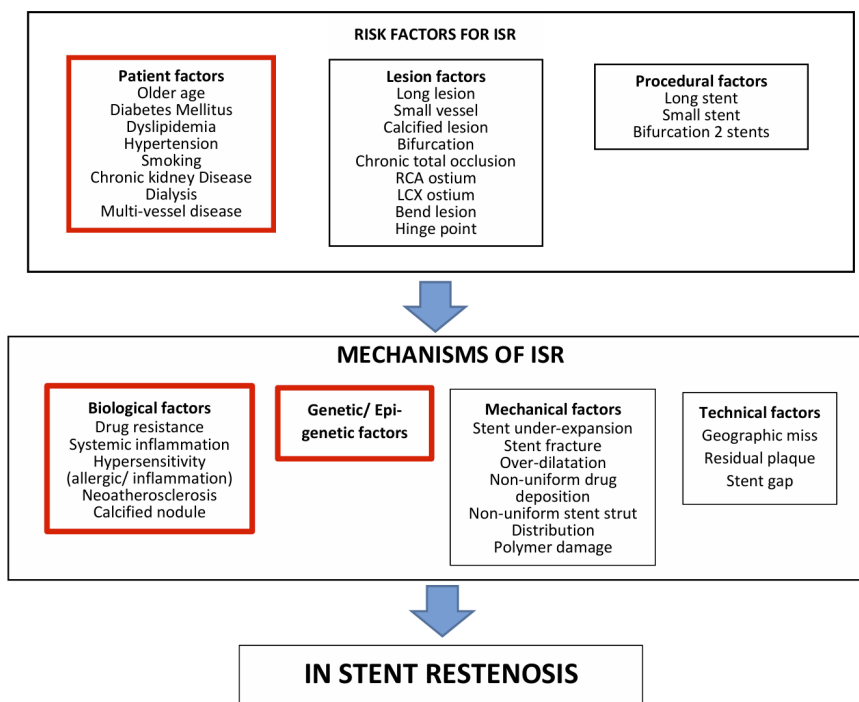 RISK FACTORS FOR ISR
Patient factors
Older age
Diabetes Mellitus
Dyslipidemia
Hypertension
Smoking
Chronic kidney Disease
Dialysis
Multi-vessel disease
Lesion factors
Long lesion
Small vessel
Calcified lesion
Bifurcation
Chronic total occlusion
RCA ostium
LCX ostium
Bend lesion
Hinge point
Procedural factors
Long stent
Small stent
Bifurcation 2 stents
MECHANISMS OF ISR
Biological factors
Drug resistance
Systemic inflammation
Hypersensitivity
(allergic/ inflammation)
Neoatherosclerosis
Calcified nodule
Genetic/ Epi-
genetic factors
Mechanical factors
Stent under-expansion
Stent fracture
Over-dilatation
Non-uniform drug
deposition
Non-uniform stent strut
Distribution
Polymer damage
Technical factors
Geographic miss
Residual plaque
Stent gap
IN STENT RESTENOSIS